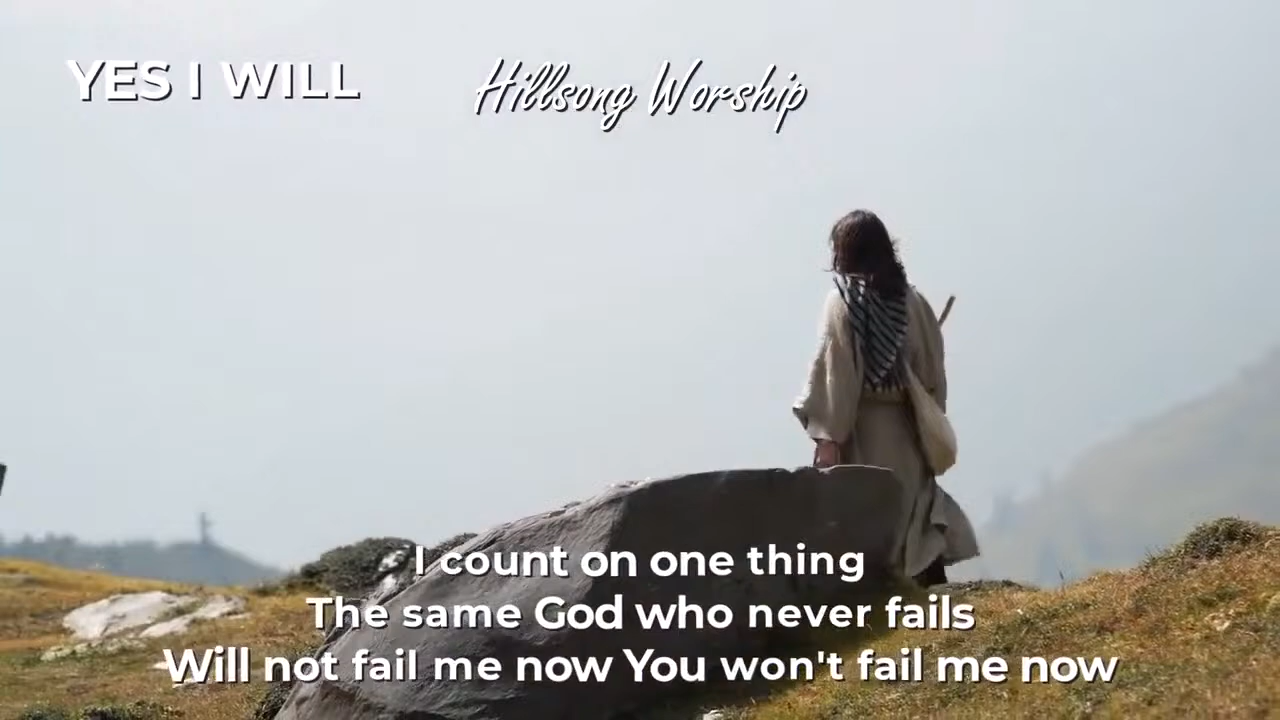 YES I WILL
Hillsong Worship
I count on one thing
The same God who never fails
Will not fail me now You won't fail me now